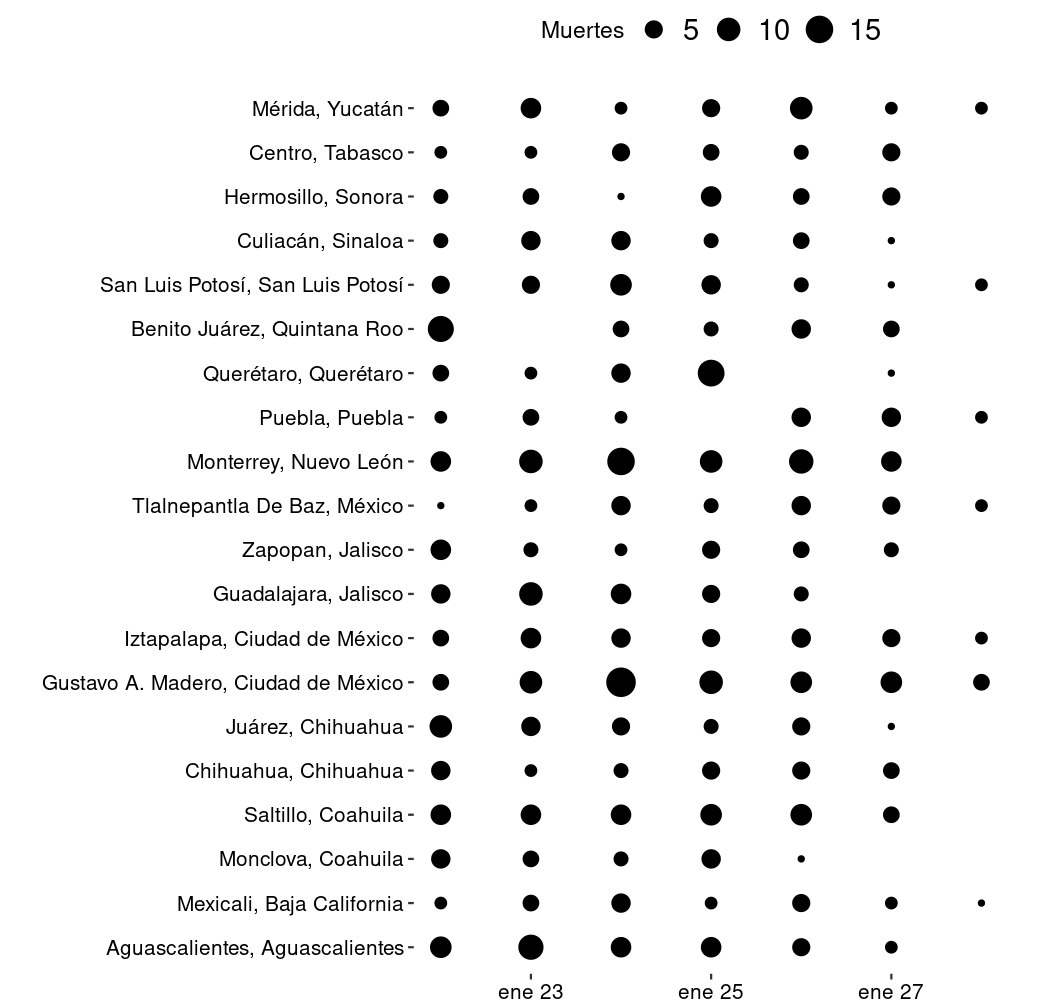 Muertes 5 10 15
Mérida, Yucatán
Centro, Tabasco
Hermosillo, Sonora
Culiacán, Sinaloa
San Luis Potosí, San Luis Potosí
Benito Juárez, Quintana Roo
Querétaro, Querétaro
Puebla, Puebla
Monterrey, Nuevo León
Tlalnepantla De Baz, México
Zapopan, Jalisco
Guadalajara, Jalisco
Iztapalapa, Ciudad de México
Gustavo A. Madero, Ciudad de México
Juárez, Chihuahua
Chihuahua, Chihuahua
Saltillo, Coahuila
Monclova, Coahuila
Mexicali, Baja California
Aguascalientes, Aguascalientes
ene 23 ene 25 ene 27